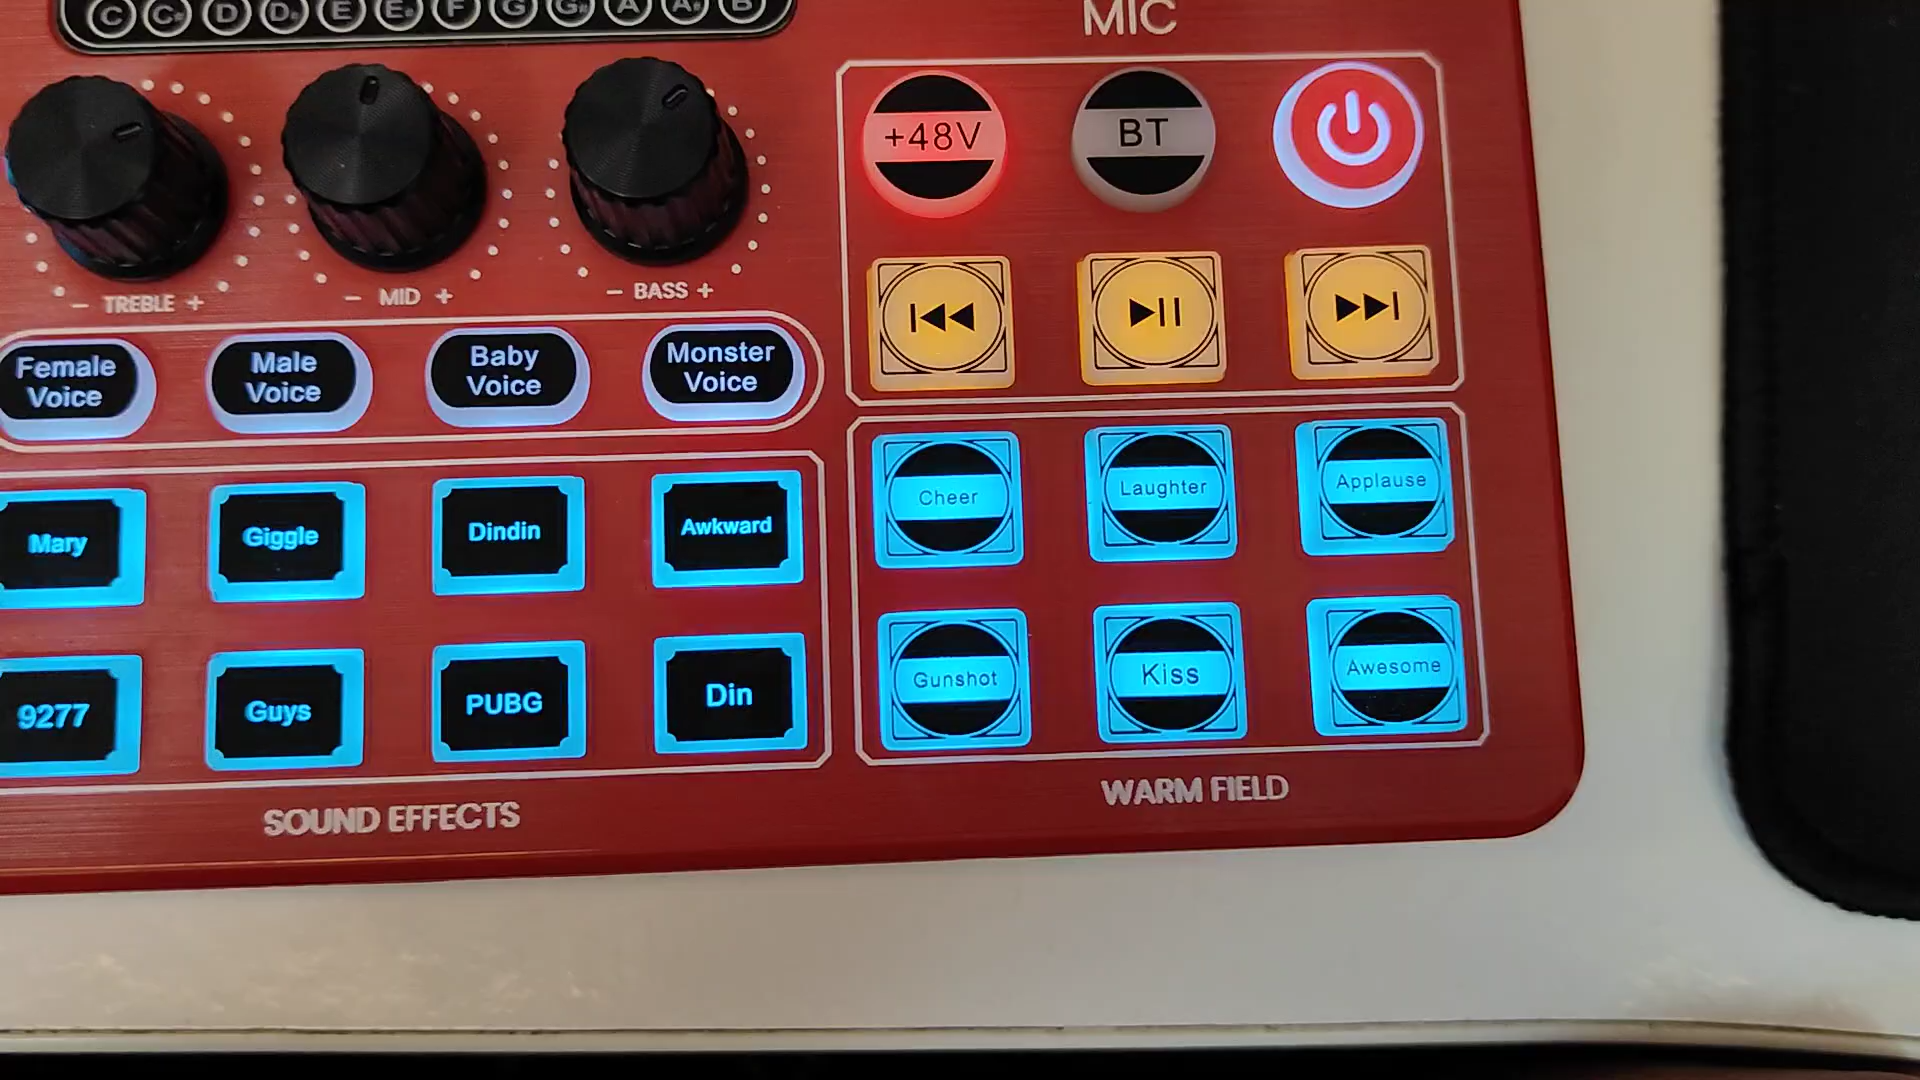 C C# D D# E E# F G G# A A# B
MIC
+48V BT
− TREBLE + − MID + − BASS +
Female Voice
Male Voice
Baby Voice
Monster Voice
Mary Giggle Dindin Awkward
Cheer Laughter Applause
9277 Guys PUBG Din
Gunshot Kiss Awesome
SOUND EFFECTS
WARM FIELD